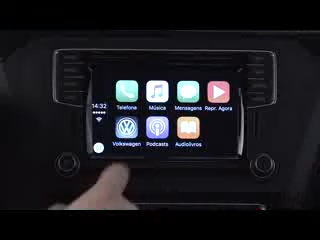 Telefone Música Mensagens Repr. Agora
14:32
Volkswagen Podcasts Audiolivros